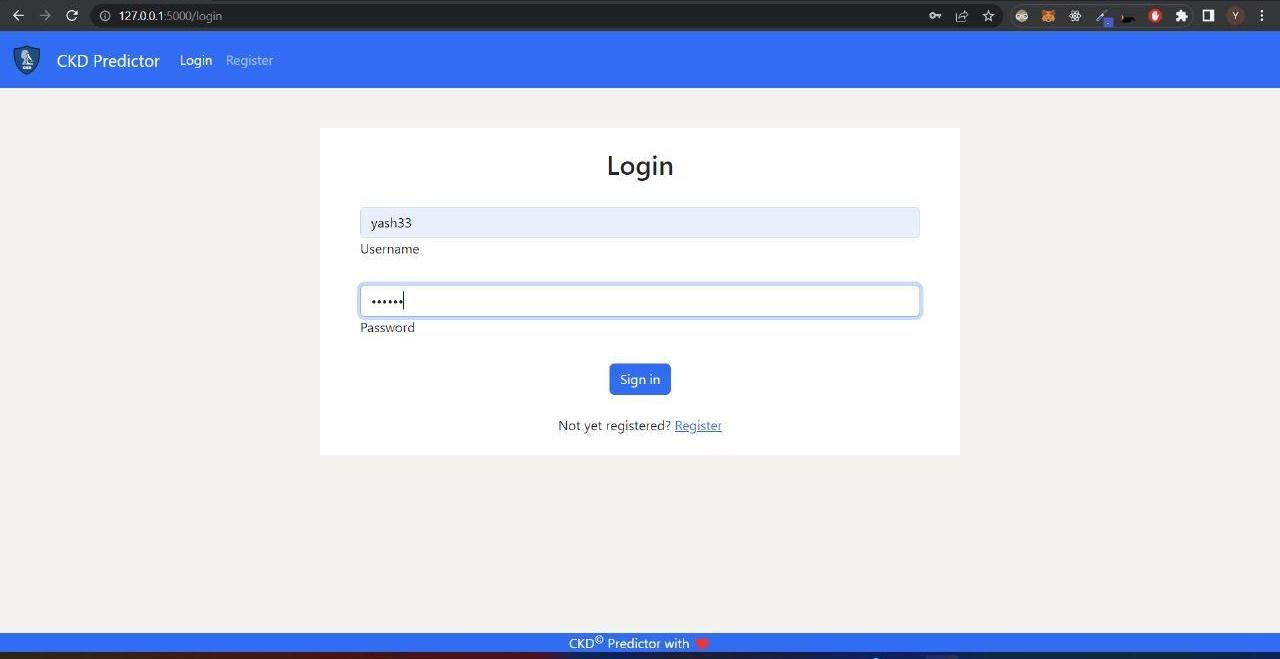 127.0.0.1:5000/login
Y
CKD Predictor Login Register
Login
yash33
Username
••••••
Password
Sign in
Not yet registered? Register
CKD© Predictor with ❤